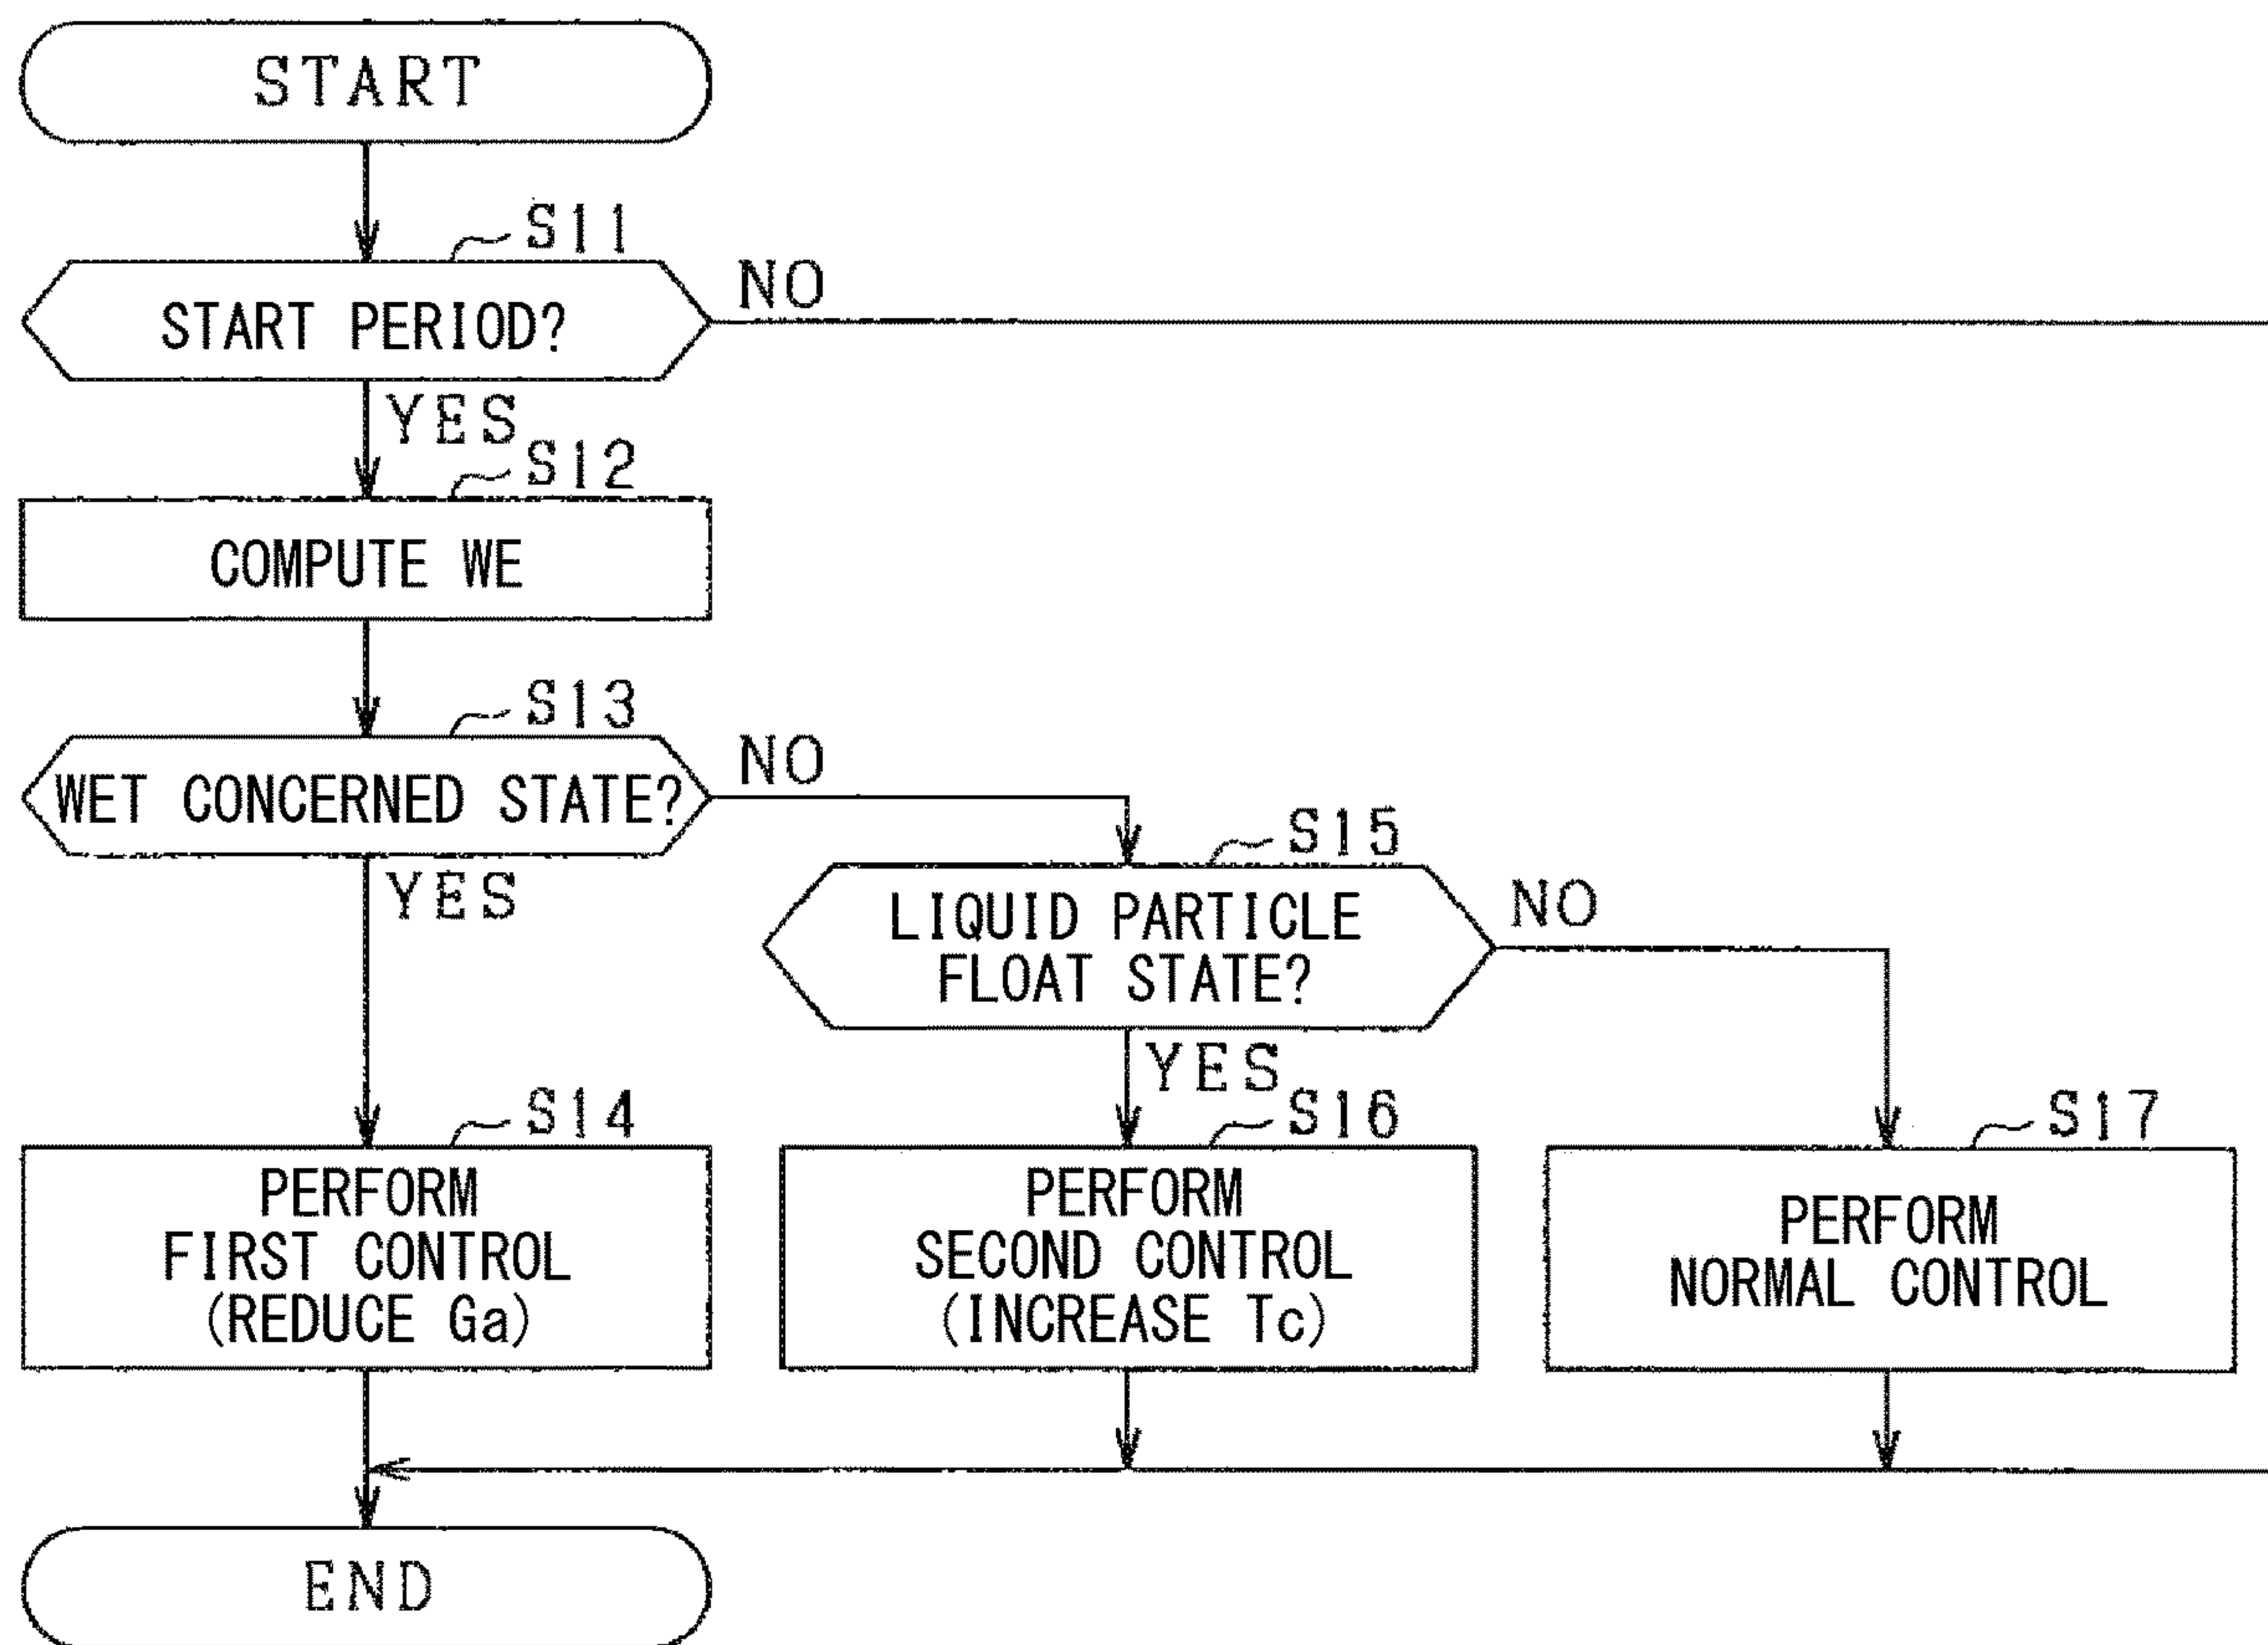 START
S11
START PERIOD?
NO
YES
S12
COMPUTE WE
S13
WET CONCERNED STATE?
NO
YES
S15
LIQUID PARTICLE
FLOAT STATE?
NO
YES
S14
PERFORM
FIRST CONTROL
(REDUCE Ga)
S16
PERFORM
SECOND CONTROL
(INCREASE Tc)
S17
PERFORM
NORMAL CONTROL
END